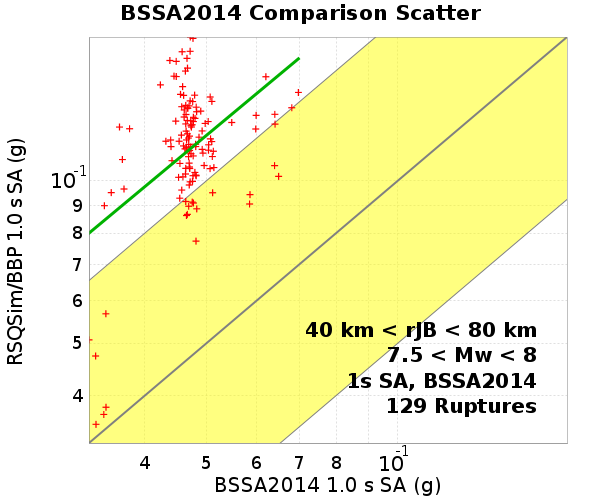 BSSA2014 Comparison Scatter
RSQSim/BBP 1.0 s SA (g)
10-1
9
8
7
6
5
4
40 km < rJB < 80 km
7.5 < Mw < 8
1s SA, BSSA2014
129 Ruptures
4 5 6 7 8 10-1
BSSA2014 1.0 s SA (g)